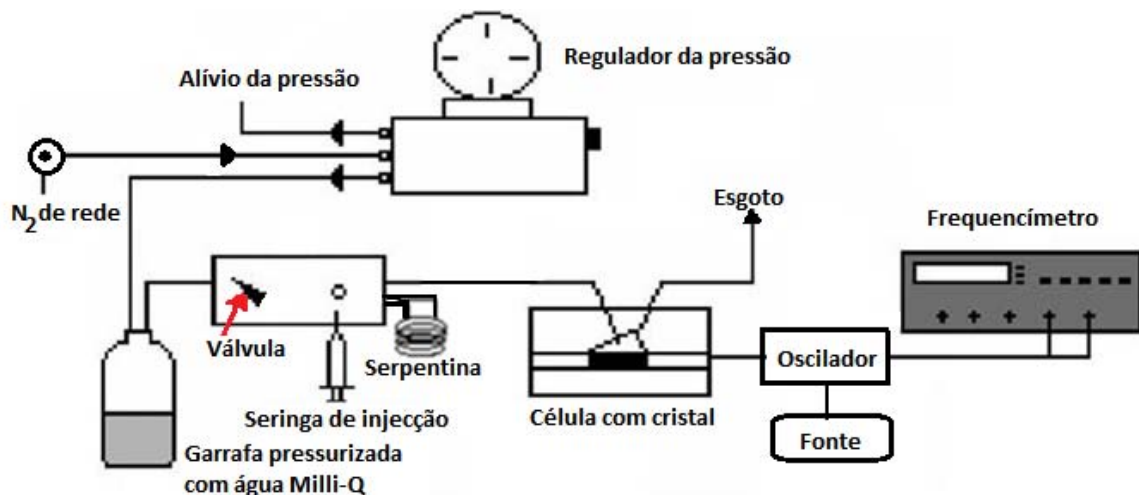 Regulador da pressão
Alívio da pressão
N2 de rede
Esgoto
Frequencímetro
Válvula
Serpentina
Oscilador
Seringa de injecção
Célula com cristal
Fonte
Garrafa pressurizada
com água Milli-Q